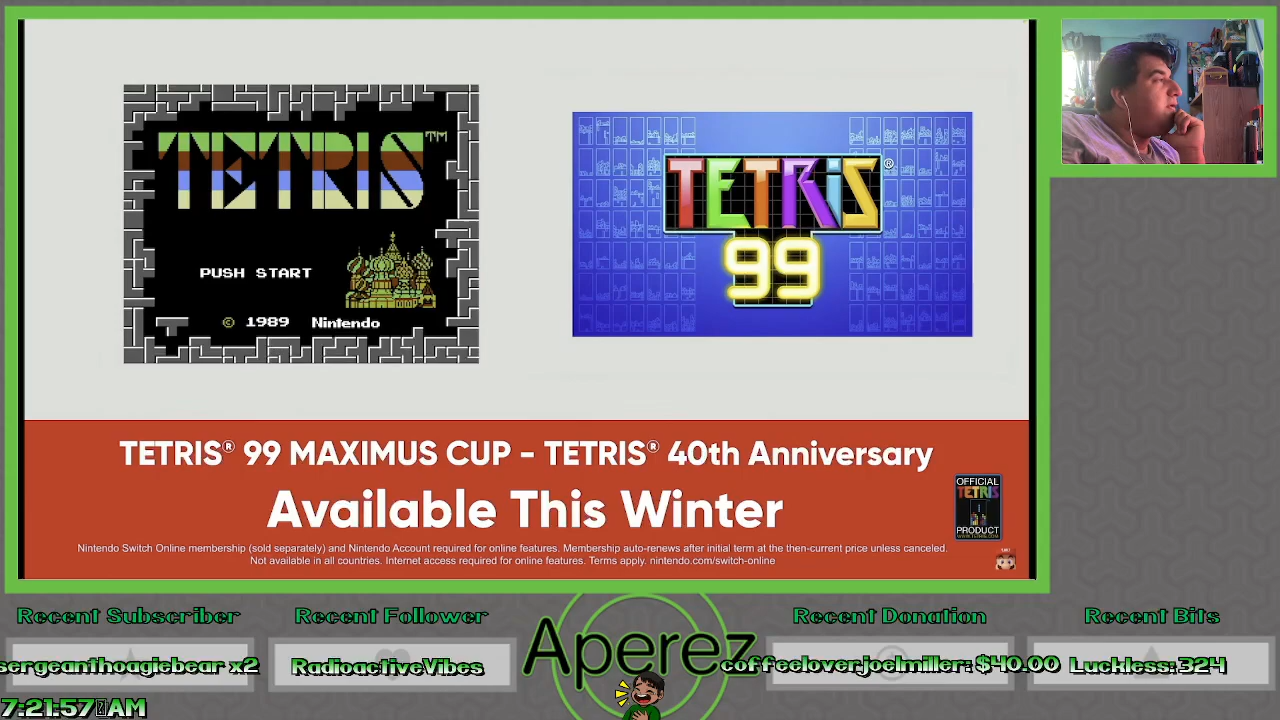 TETRIS™
PUSH START
© 1989 Nintendo
TETRIS®
99
TETRIS® 99 MAXIMUS CUP – TETRIS® 40th Anniversary
Available This Winter
OFFICIAL
TETRIS
PRODUCT
WWW.TETRIS.COM
Nintendo Switch Online membership (sold separately) and Nintendo Account required for online features. Membership auto-renews after initial term at the then-current price unless canceled.
Not available in all countries. Internet access required for online features. Terms apply. nintendo.com/switch-online
Recent Subscriber
Recent Follower
Aperez
Recent Donation
Recent Bits
sergeanthoagiebear x2
RadioactiveVibes
coffeeloverjoelmiller: $40.00
Luckless: 324
7:21:57 AM